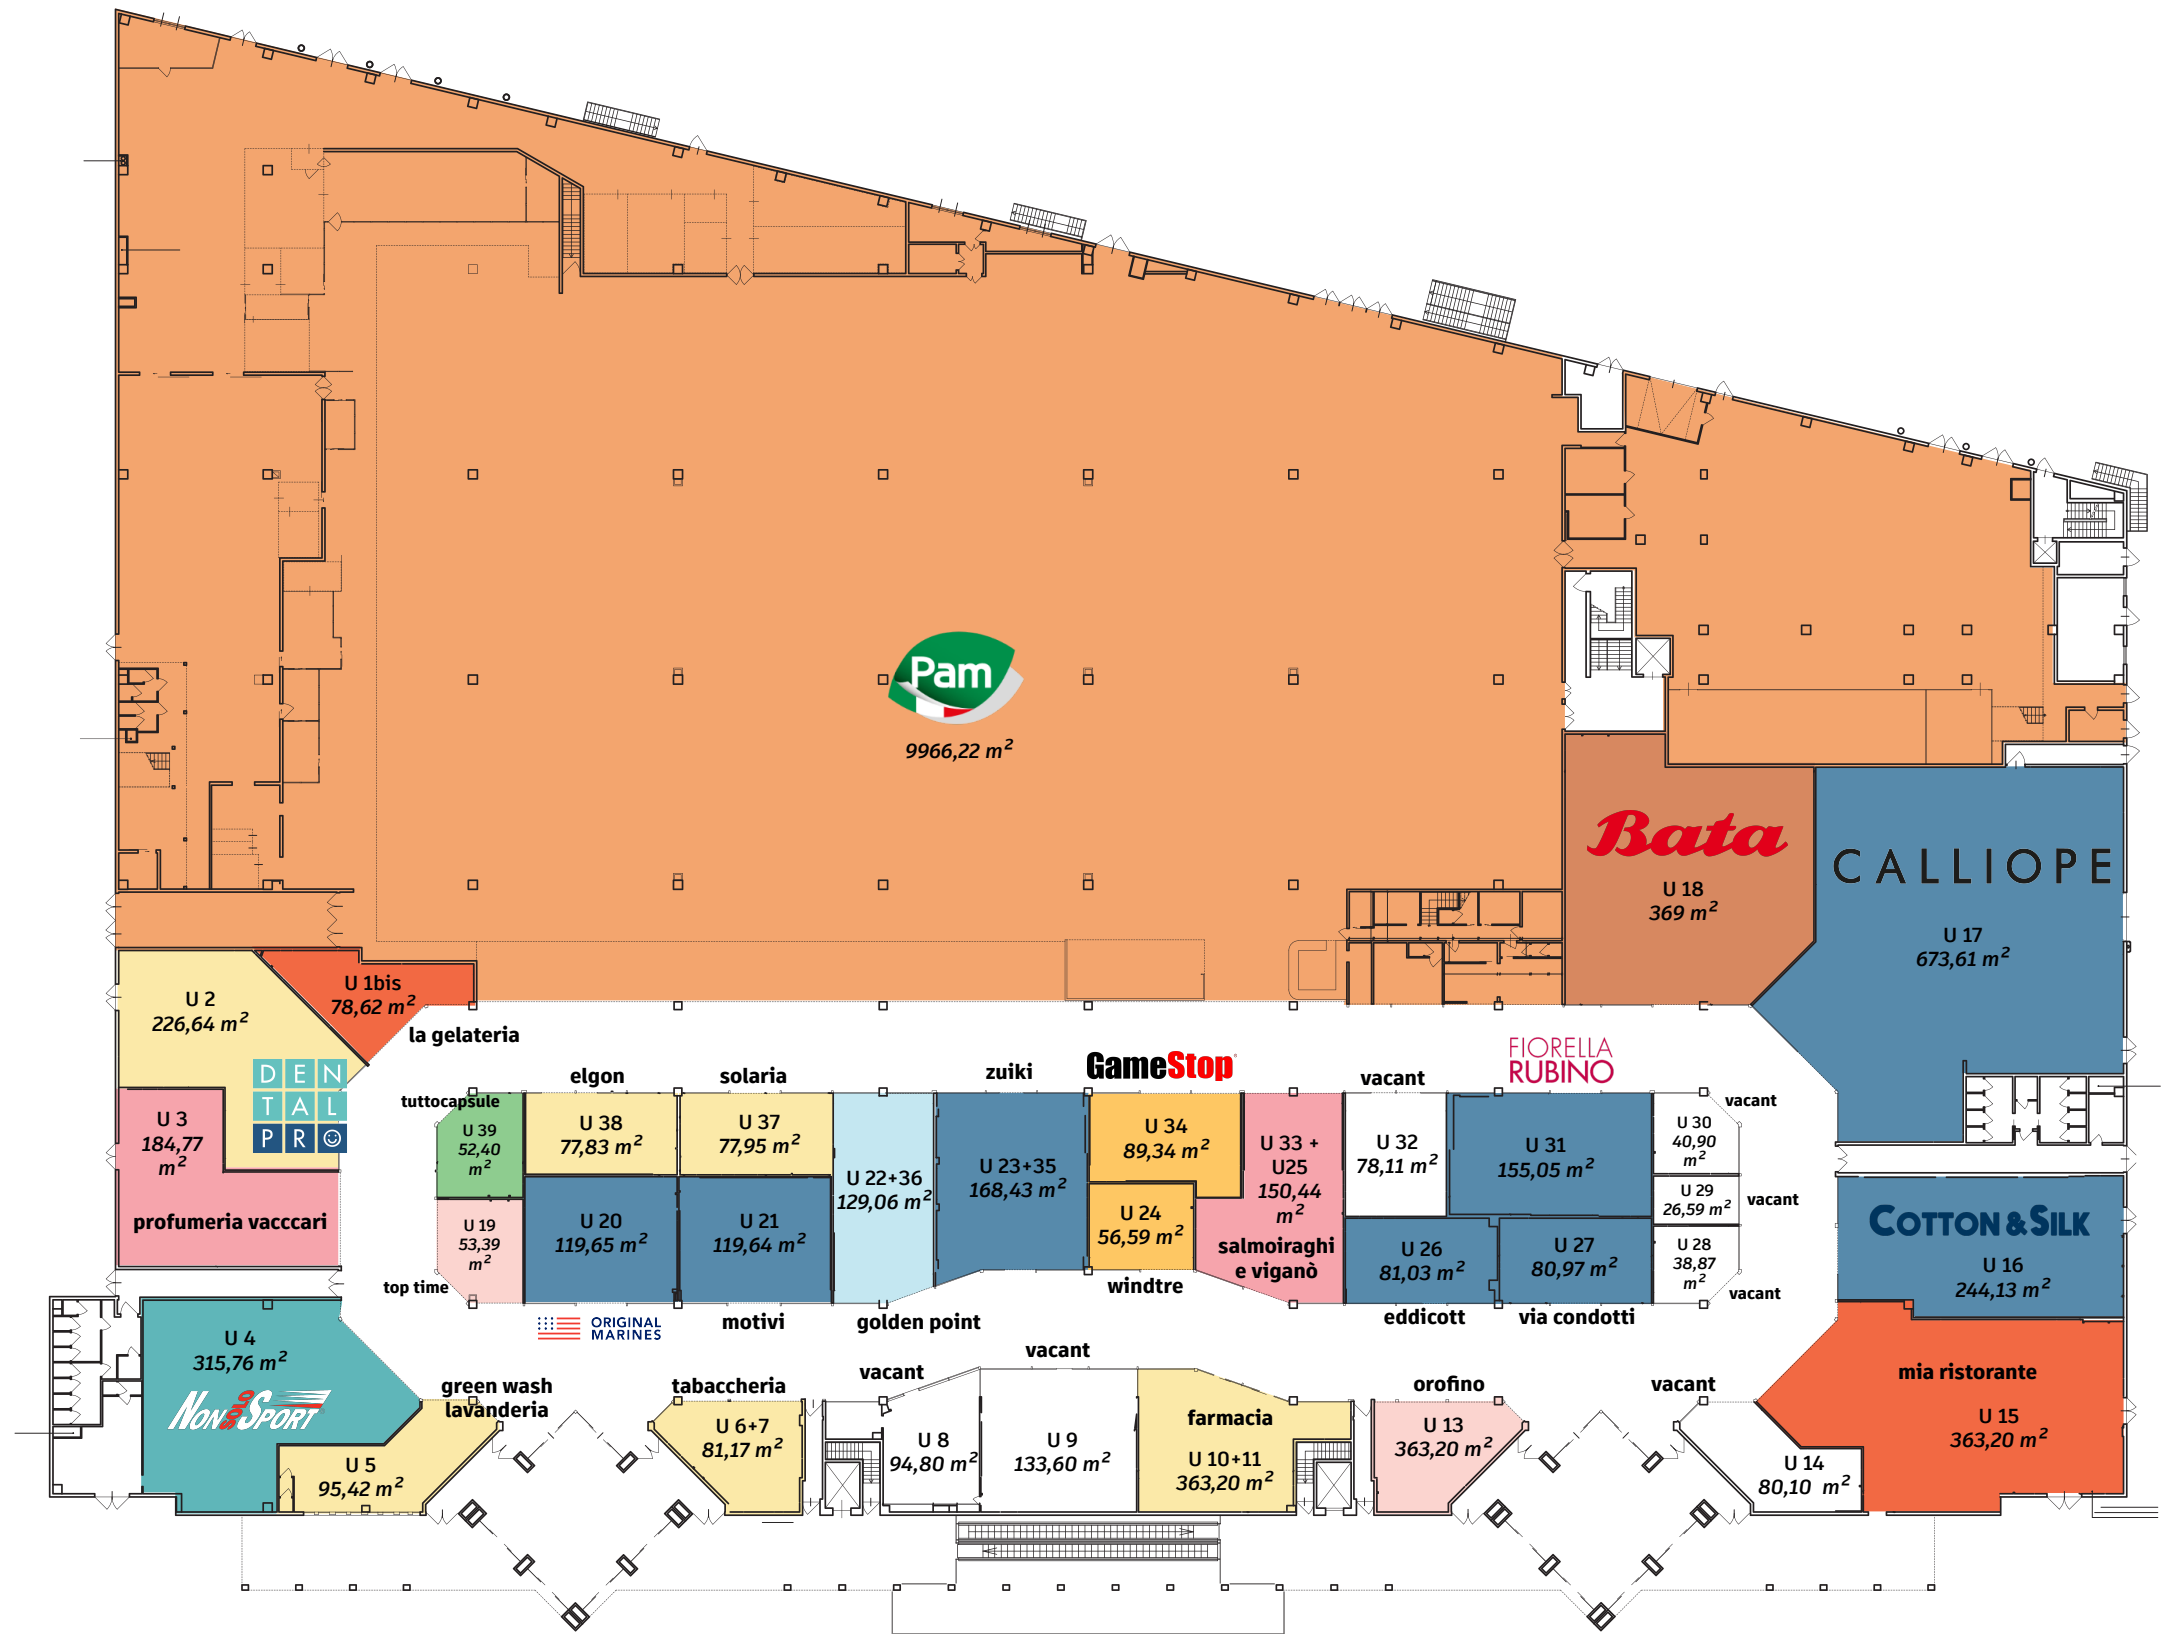 Pam
9966,22 m²
Bata
U 18
369 m²
CALLIOPE
U 17
673,61 m²
U 1bis
78,62 m²
la gelateria
U 2
226,64 m²
DEN
TAL
PRO
U 3
184,77
m²
profumeria vacccari
elgon
solaria
zuiki
GameStop
vacant
FIORELLA
RUBINO
tuttocapsule
U 39
52,40
m²
U 38
77,83 m²
U 37
77,95 m²
U 22+36
129,06 m²
U 23+35
168,43 m²
U 34
89,34 m²
U 33 +
U25
150,44
m²
salmoiraghi
e viganò
U 32
78,11 m²
U 31
155,05 m²
vacant
U 30
40,90
m²
U 29
26,59 m²
vacant
U 28
38,87
m²
vacant
U 19
53,39
m²
top time
U 20
119,65 m²
U 21
119,64 m²
U 24
56,59 m²
windtre
U 26
81,03 m²
U 27
80,97 m²
ORIGINAL
MARINES
motivi
golden point
eddicott
via condotti
COTTON & SILK
U 16
244,13 m²
U 4
315,76 m²
NON SOLO SPORT
green wash
lavanderia
U 5
95,42 m²
tabaccheria
U 6+7
81,17 m²
vacant
U 8
94,80 m²
vacant
U 9
133,60 m²
farmacia
U 10+11
363,20 m²
orofino
U 13
363,20 m²
vacant
U 14
80,10 m²
mia ristorante
U 15
363,20 m²